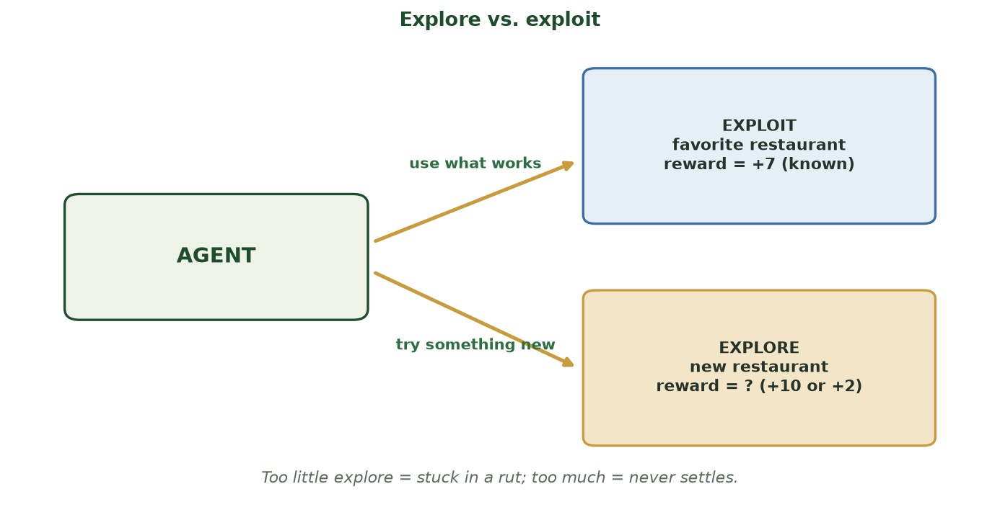 Explore vs. exploit
EXPLOIT
favorite restaurant
reward = +7 (known)
use what works
AGENT
try something new
EXPLORE
new restaurant
reward = ? (+10 or +2)
Too little explore = stuck in a rut; too much = never settles.